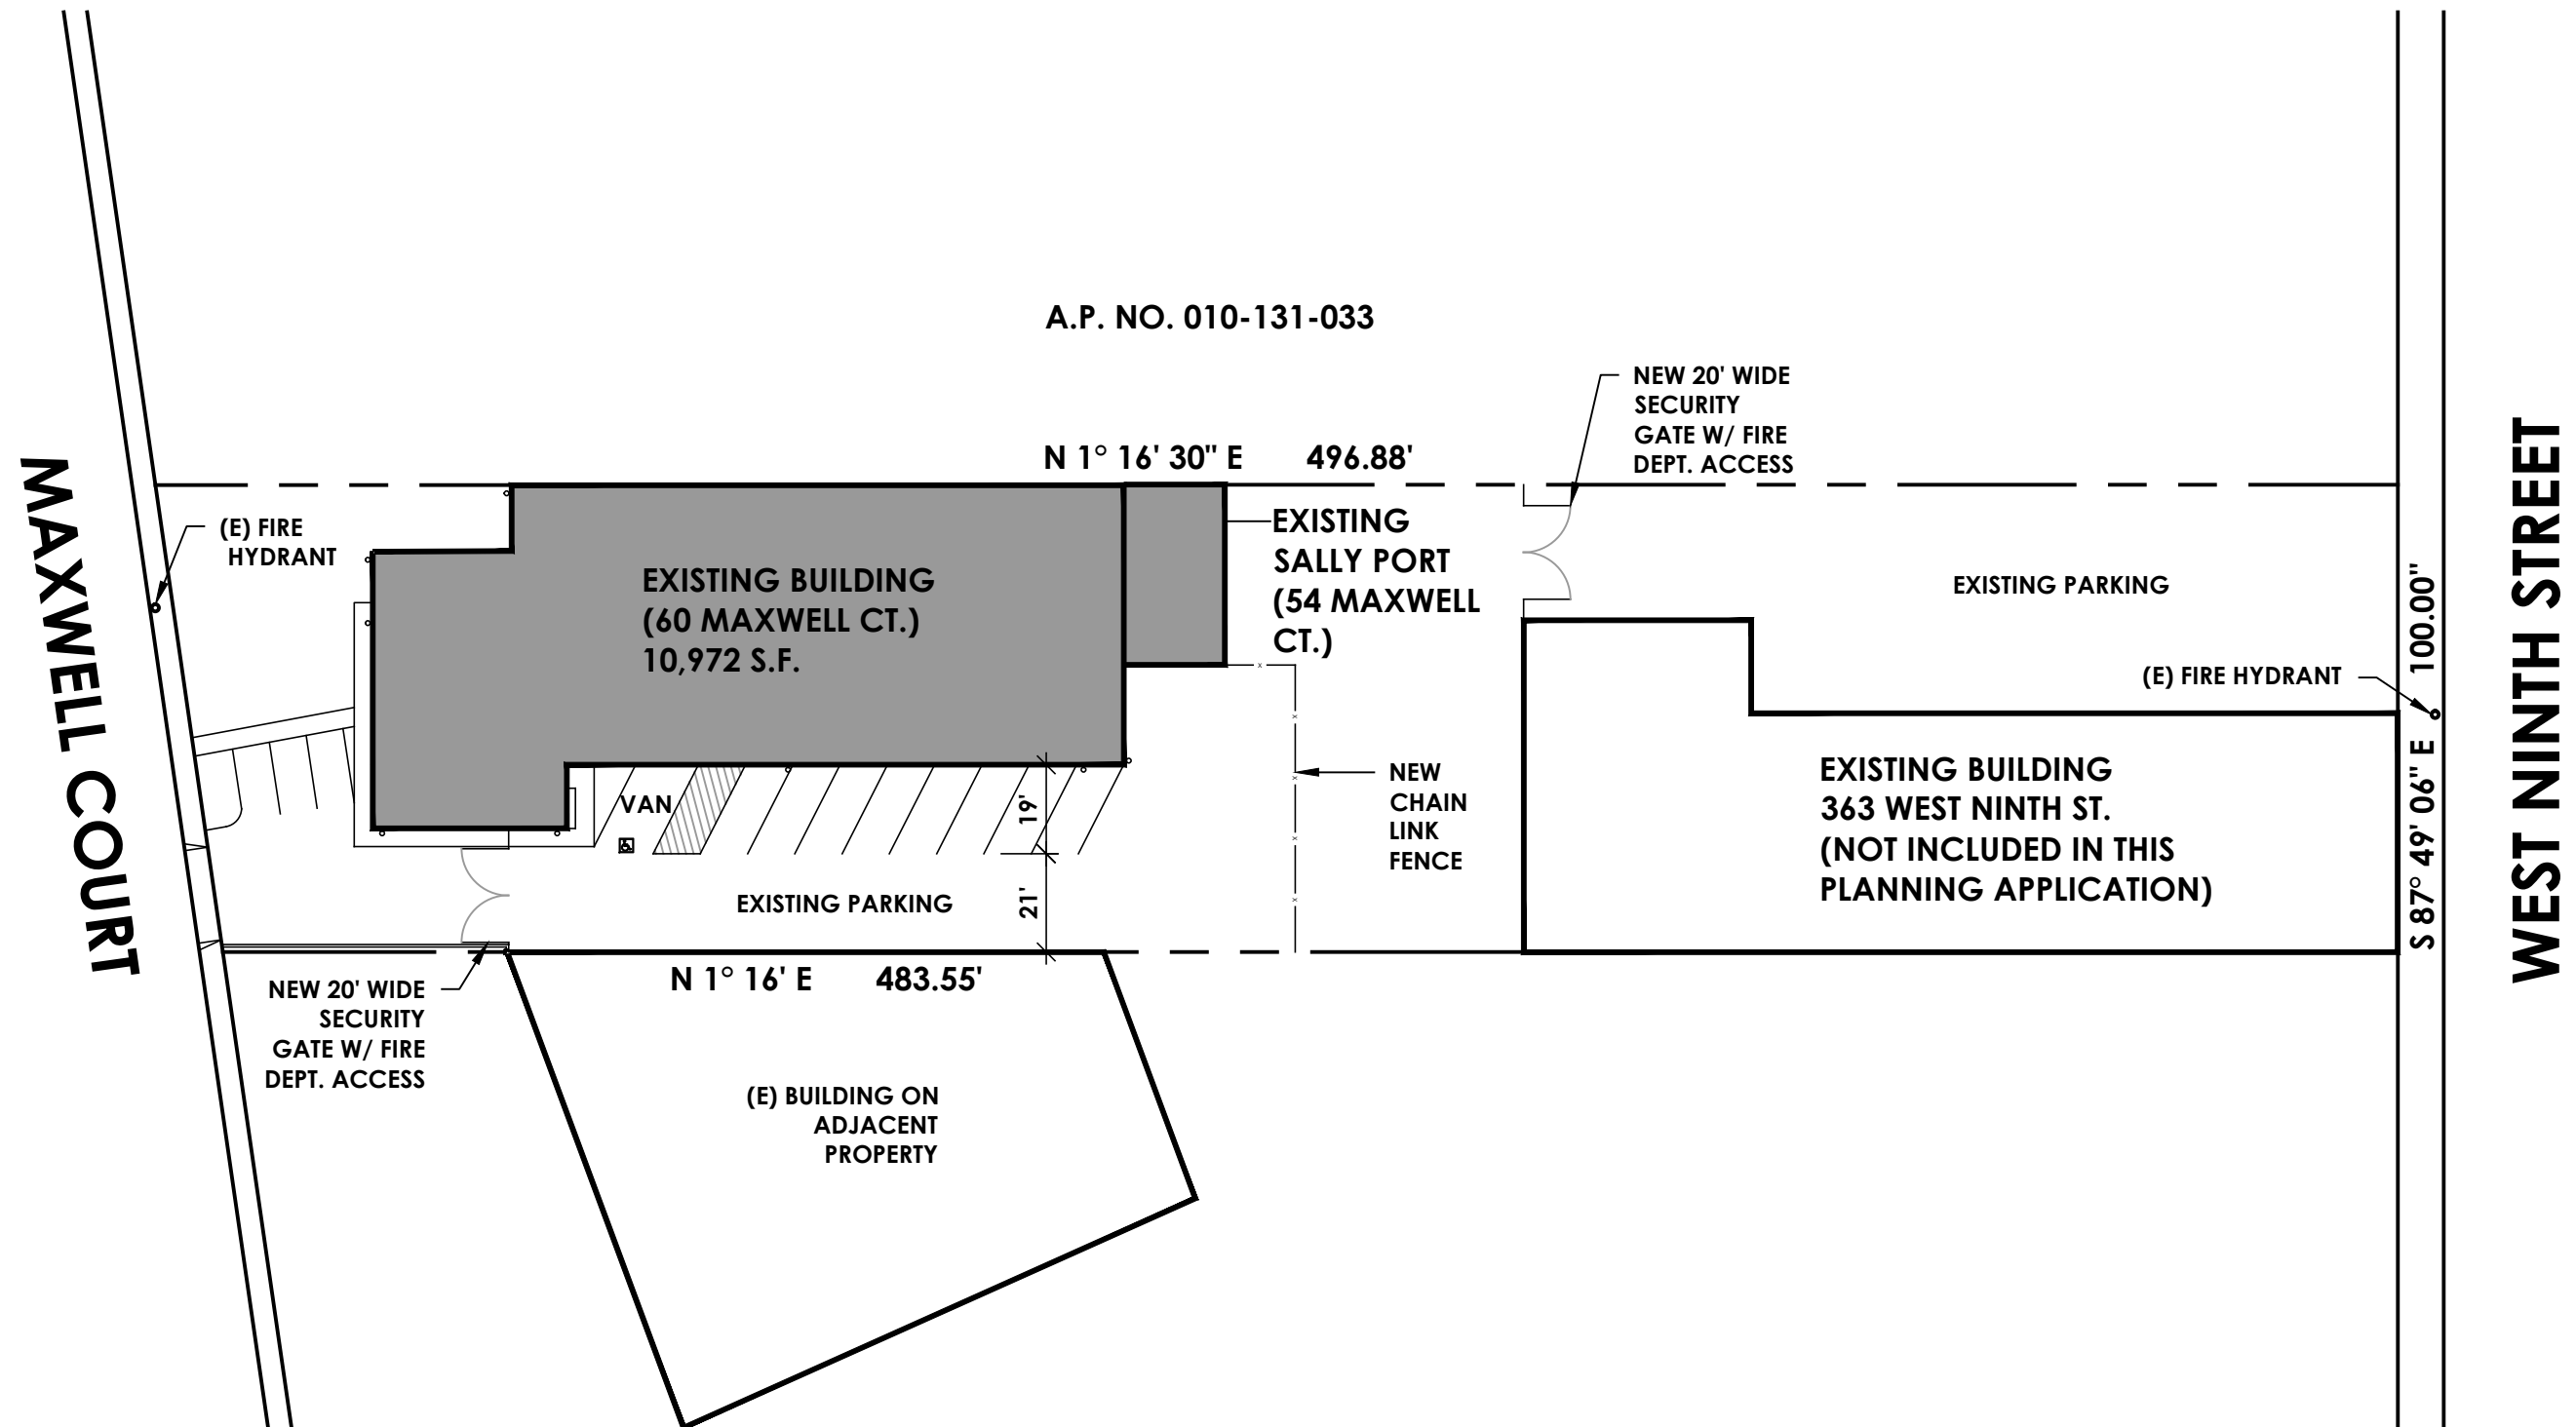 A.P. NO. 010-131-033
NEW 20' WIDE
SECURITY
GATE W/ FIRE
DEPT. ACCESS
N 1° 16' 30" E 496.88'
MAXWELL COURT
(E) FIRE
HYDRANT
EXISTING BUILDING
(60 MAXWELL CT.)
10,972 S.F.
EXISTING
SALLY PORT
(54 MAXWELL
CT.)
EXISTING PARKING
(E) FIRE HYDRANT
S 87° 49' 06" E 100.00"
WEST NINTH STREET
VAN
19'
21'
EXISTING PARKING
NEW
CHAIN
LINK
FENCE
EXISTING BUILDING
363 WEST NINTH ST.
(NOT INCLUDED IN THIS
PLANNING APPLICATION)
N 1° 16' E 483.55'
NEW 20' WIDE
SECURITY
GATE W/ FIRE
DEPT. ACCESS
(E) BUILDING ON
ADJACENT
PROPERTY